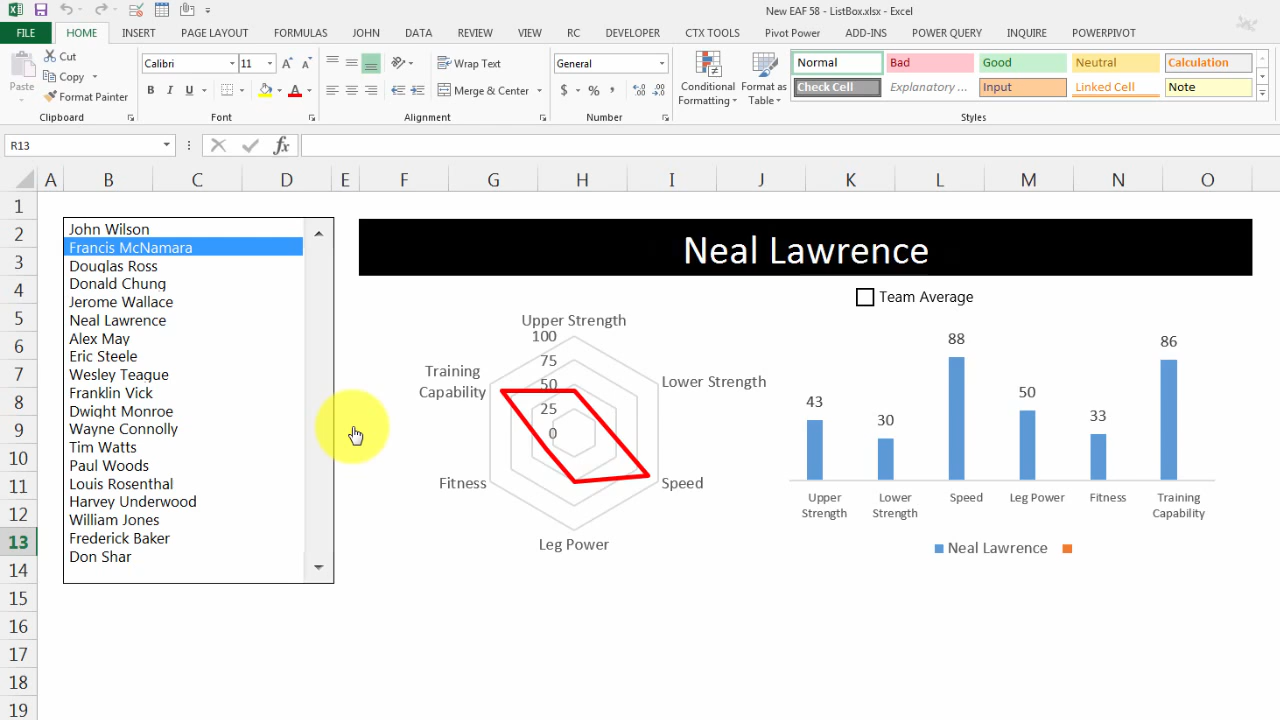 New EAF 58 - ListBox.xlsx - Excel
FILE HOME INSERT PAGE LAYOUT FORMULAS JOHN DATA REVIEW VIEW RC DEVELOPER CTX TOOLS Pivot Power ADD-INS POWER QUERY INQUIRE POWERPIVOT
Paste
Cut
Copy
Format Painter
Clipboard
Calibri 11
B I U
Font
Wrap Text
Merge & Center
Alignment
General
$ % ,
Number
Conditional
Formatting
Format as
Table
Normal Bad Good Neutral Calculation
Check Cell Explanatory ... Input Linked Cell Note
Styles
R13 fx
A B C D E F G H I J K L M N O
1
2
3
4
5
6
7
8
9
10
11
12
13
14
15
16
17
18
19
John Wilson
Francis McNamara
Douglas Ross
Donald Chung
Jerome Wallace
Neal Lawrence
Alex May
Eric Steele
Wesley Teague
Franklin Vick
Dwight Monroe
Wayne Connolly
Tim Watts
Paul Woods
Louis Rosenthal
Harvey Underwood
William Jones
Frederick Baker
Don Shar
Neal Lawrence
Team Average
Upper Strength
100
75
50
25
0
Lower Strength
Speed
Leg Power
Fitness
Training
Capability
43
30
88
50
33
86
Upper
Strength
Lower
Strength
Speed
Leg Power
Fitness
Training
Capability
Neal Lawrence